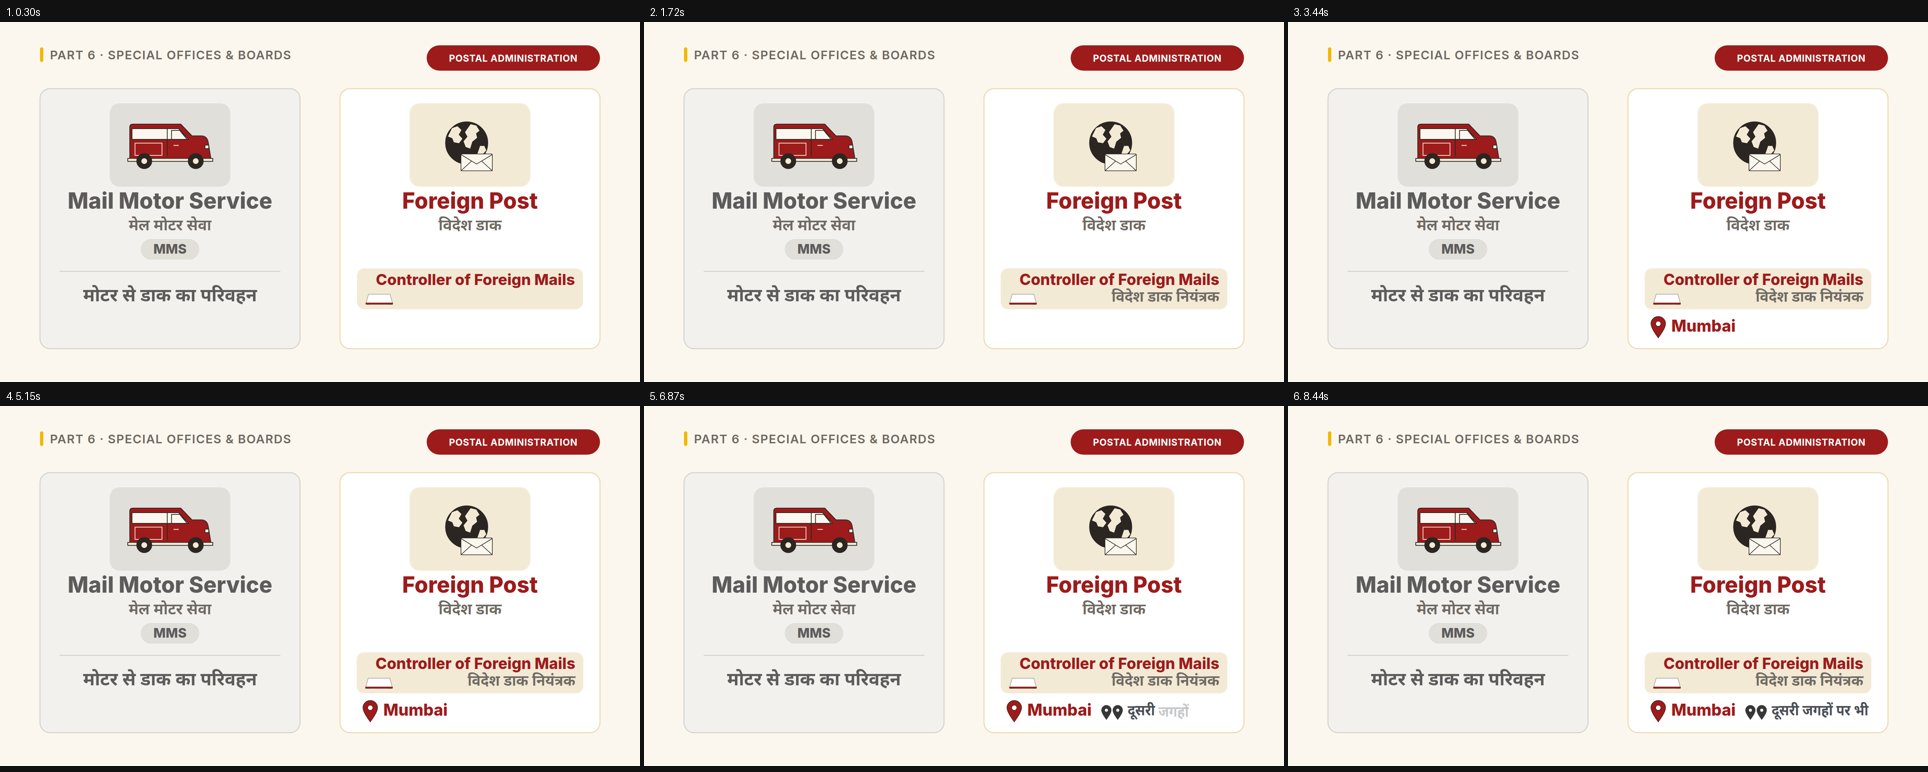 1. 0.30s
PART 6 · SPECIAL OFFICES & BOARDS
POSTAL ADMINISTRATION
Mail Motor Service
मेल मोटर सेवा
MMS
मोटर से डाक का परिवहन
Foreign Post
विदेश डाक
Controller of Foreign Mails
2. 1.72s
PART 6 · SPECIAL OFFICES & BOARDS
POSTAL ADMINISTRATION
Mail Motor Service
मेल मोटर सेवा
MMS
मोटर से डाक का परिवहन
Foreign Post
विदेश डाक
Controller of Foreign Mails
विदेश डाक नियंत्रक
3. 3.44s
PART 6 · SPECIAL OFFICES & BOARDS
POSTAL ADMINISTRATION
Mail Motor Service
मेल मोटर सेवा
MMS
मोटर से डाक का परिवहन
Foreign Post
विदेश डाक
Controller of Foreign Mails
विदेश डाक नियंत्रक
Mumbai
4. 5.15s
PART 6 · SPECIAL OFFICES & BOARDS
POSTAL ADMINISTRATION
Mail Motor Service
मेल मोटर सेवा
MMS
मोटर से डाक का परिवहन
Foreign Post
विदेश डाक
Controller of Foreign Mails
विदेश डाक नियंत्रक
Mumbai
5. 6.87s
PART 6 · SPECIAL OFFICES & BOARDS
POSTAL ADMINISTRATION
Mail Motor Service
मेल मोटर सेवा
MMS
मोटर से डाक का परिवहन
Foreign Post
विदेश डाक
Controller of Foreign Mails
विदेश डाक नियंत्रक
Mumbai दूसरी जगहों
6. 8.44s
PART 6 · SPECIAL OFFICES & BOARDS
POSTAL ADMINISTRATION
Mail Motor Service
मेल मोटर सेवा
MMS
मोटर से डाक का परिवहन
Foreign Post
विदेश डाक
Controller of Foreign Mails
विदेश डाक नियंत्रक
Mumbai दूसरी जगहों पर भी